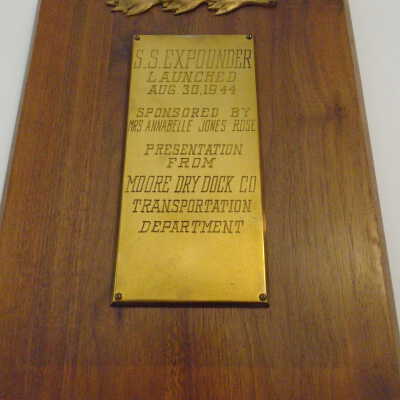 S.S. EXPOUNDER
LAUNCHED
AUG. 30, 1944
SPONSORED BY
MRS ANNABELLE JONES ROSE
PRESENTATION
FROM
MOORE DRY DOCK CO
TRANSPORTATION
DEPARTMENT